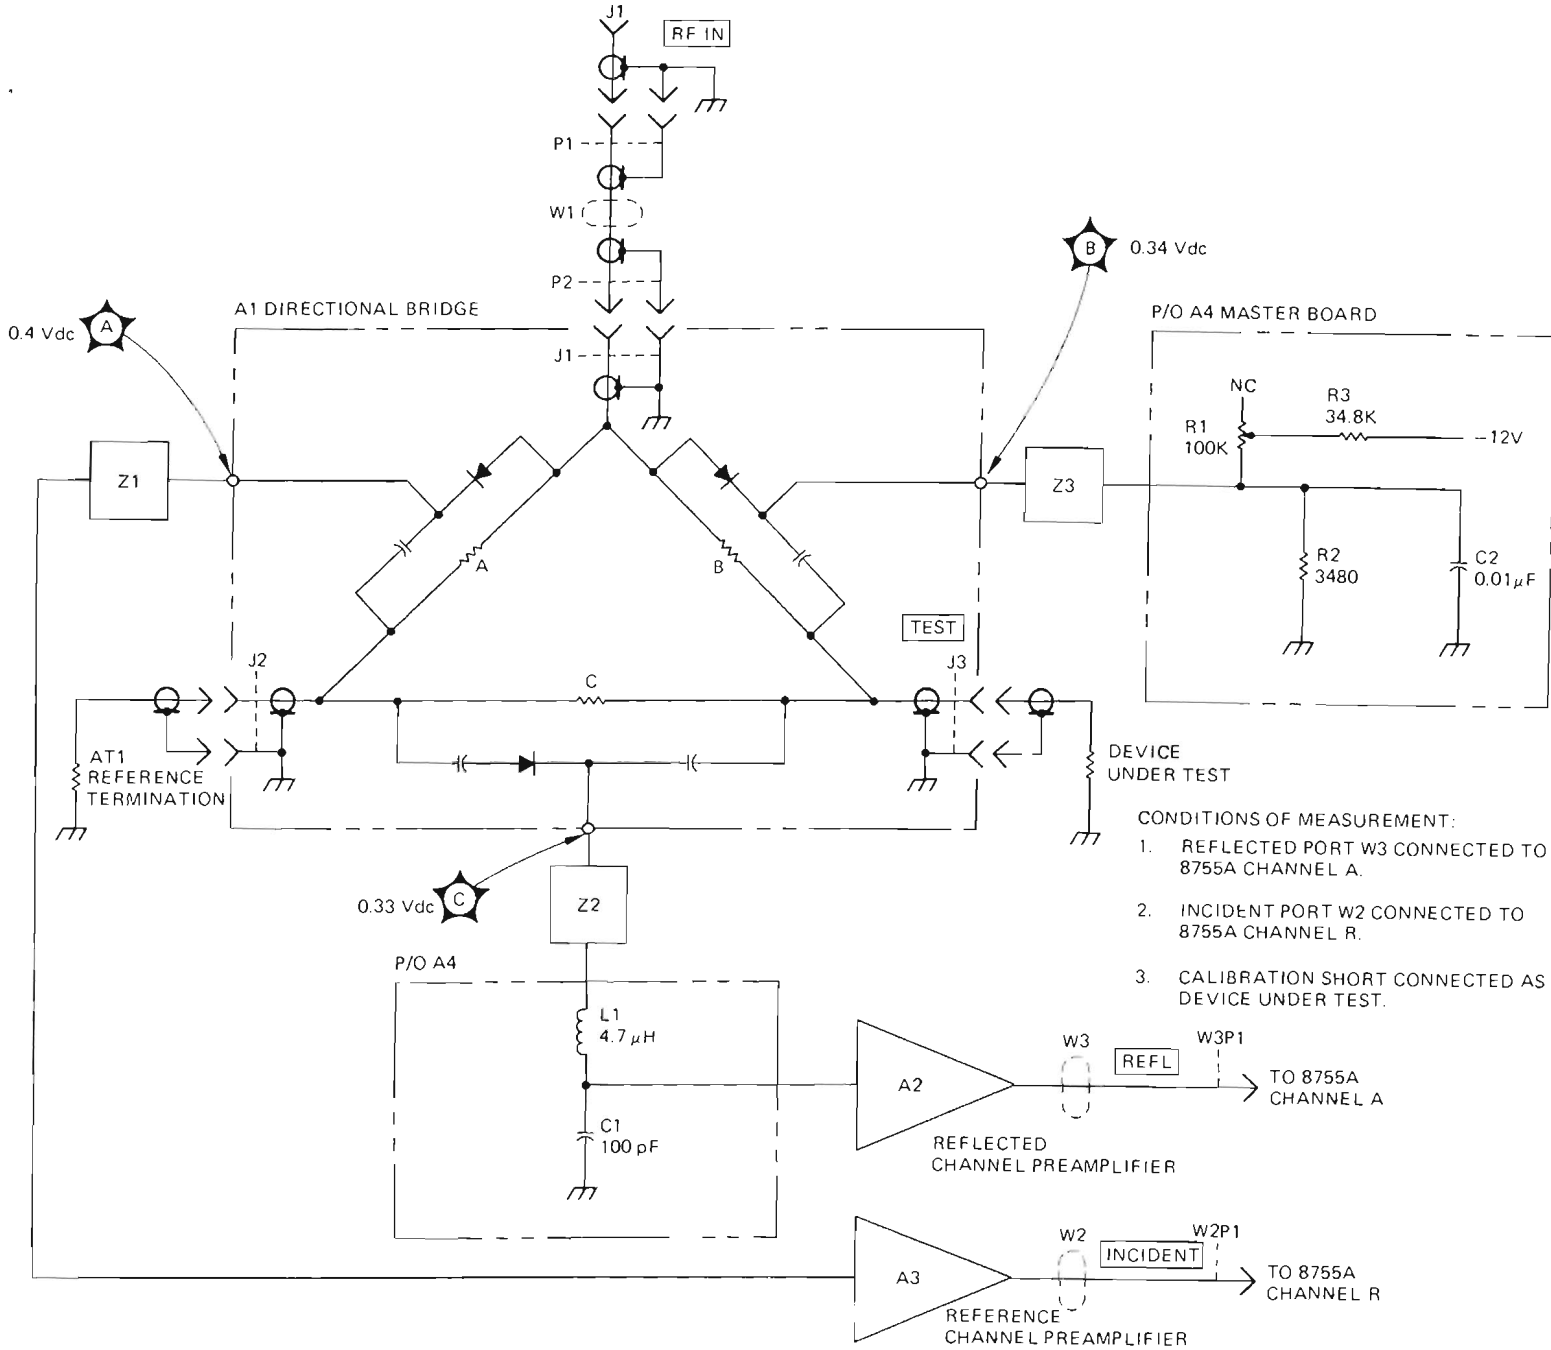 J1
RF IN
P1
W1
P2
B
0.34 Vdc
A1 DIRECTIONAL BRIDGE
P/O A4 MASTER BOARD
0.4 Vdc
A
J1
NC
R3
34.8K
R1
100K
-12V
Z1
Z3
A
B
R2
3480
C2
0.01µF
TEST
J2
J3
C
AT1
REFERENCE
TERMINATION
DEVICE
UNDER TEST
CONDITIONS OF MEASUREMENT:
1. REFLECTED PORT W3 CONNECTED TO
8755A CHANNEL A.
0.33 Vdc
C
Z2
2. INCIDENT PORT W2 CONNECTED TO
8755A CHANNEL R.
P/O A4
3. CALIBRATION SHORT CONNECTED AS
DEVICE UNDER TEST.
L1
4.7 µH
W3
REFL
W3P1
A2
TO 8755A
CHANNEL A
C1
100 pF
REFLECTED
CHANNEL PREAMPLIFIER
W2
INCIDENT
W2P1
A3
TO 8755A
CHANNEL R
REFERENCE
CHANNEL PREAMPLIFIER